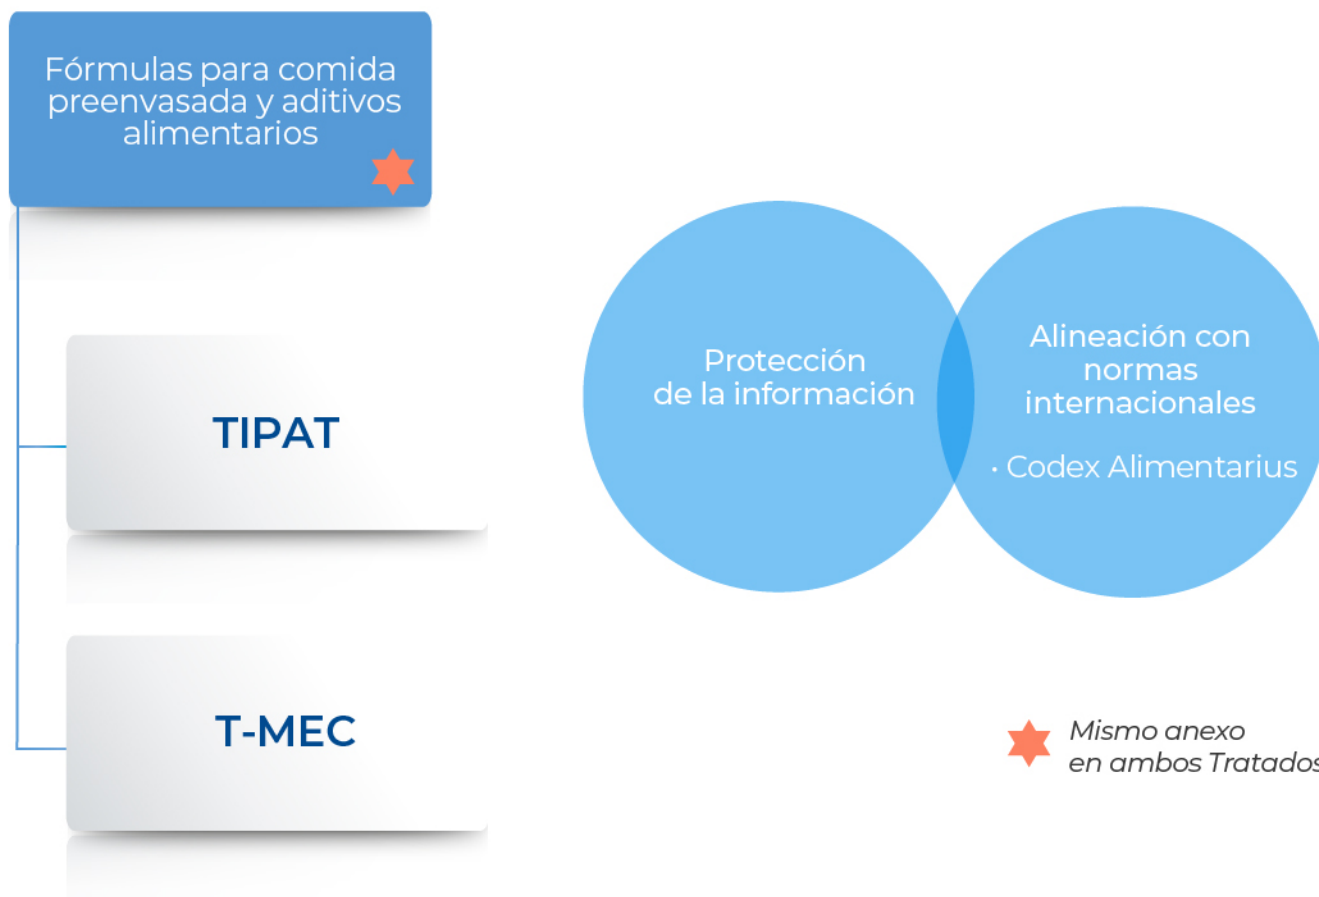 Fórmulas para comida
preenvasada y aditivos
alimentarios
TIPAT
T-MEC
Protección
de la información
Alineación con
normas
internacionales
· Codex Alimentarius
Mismo anexo
en ambos Tratados